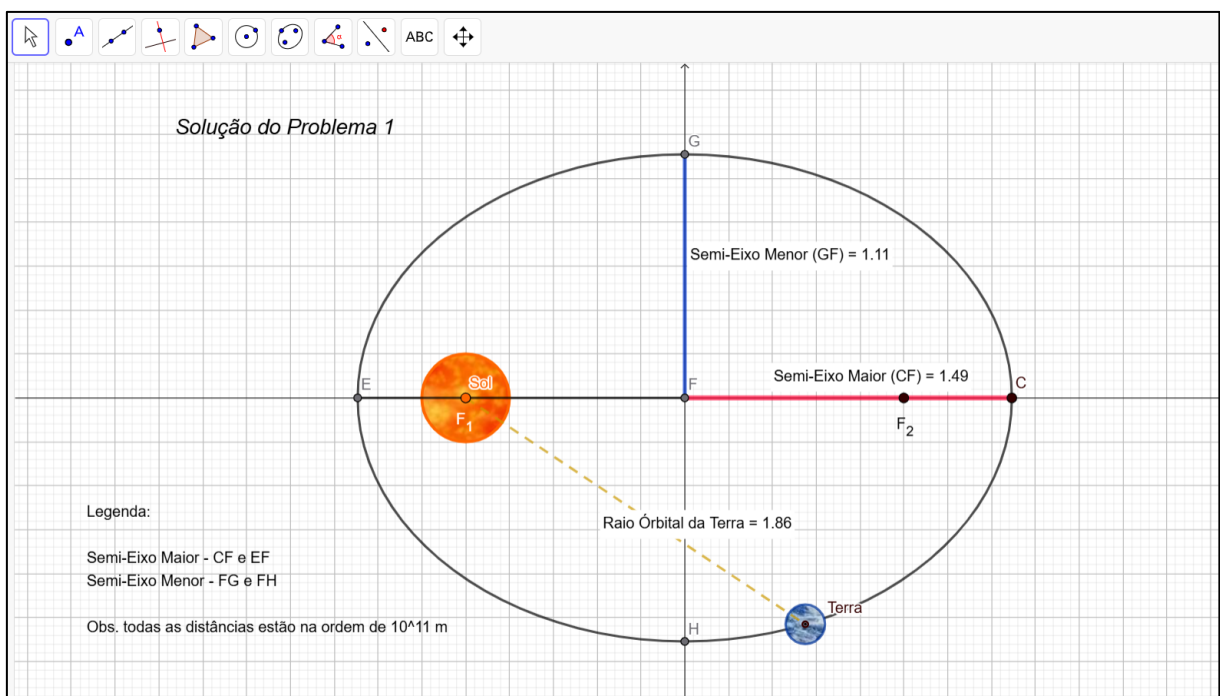 A
α
ABC
Solução do Problema 1
G
Semi-Eixo Menor (GF) = 1.11
Semi-Eixo Maior (CF) = 1.49
E
Sol
F
C
F₁
F₂
Legenda:
Raio Órbital da Terra = 1.86
Semi-Eixo Maior - CF e EF
Semi-Eixo Menor - FG e FH
Terra
Obs. todas as distâncias estão na ordem de 10^11 m
H